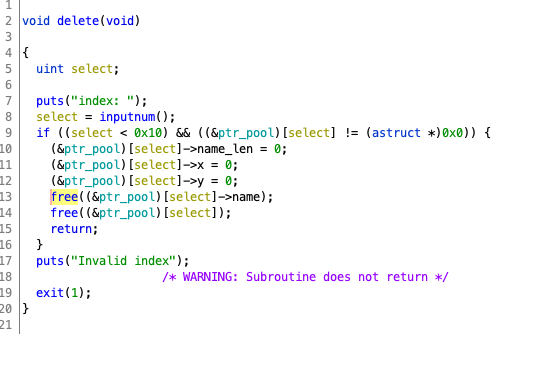 1
2 void delete(void)
3
4 {
5 uint select;
6
7 puts("index: ");
8 select = inputnum();
9 if ((select < 0x10) && ((&ptr_pool)[select] != (astruct *)0x0)) {
10 (&ptr_pool)[select]->name_len = 0;
11 (&ptr_pool)[select]->x = 0;
12 (&ptr_pool)[select]->y = 0;
13 free((&ptr_pool)[select]->name);
14 free((&ptr_pool)[select]);
15 return;
16 }
17 puts("Invalid index");
18 /* WARNING: Subroutine does not return */
19 exit(1);
20 }
21